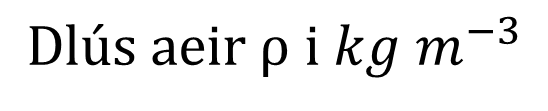 Dlús aeir ρ i kg m⁻³